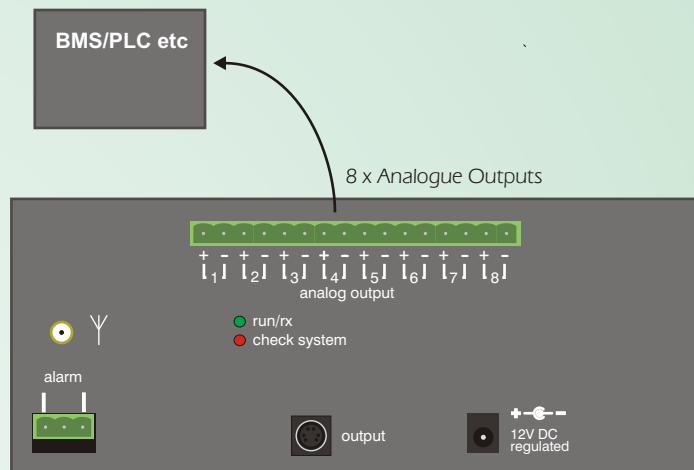 BMS/PLC etc
8 x Analogue Outputs
+ - + - + - + - + - + - + - + -
1 2 3 4 5 6 7 8
analog output
run/rx
check system
alarm
output
+ -
12V DC
regulated